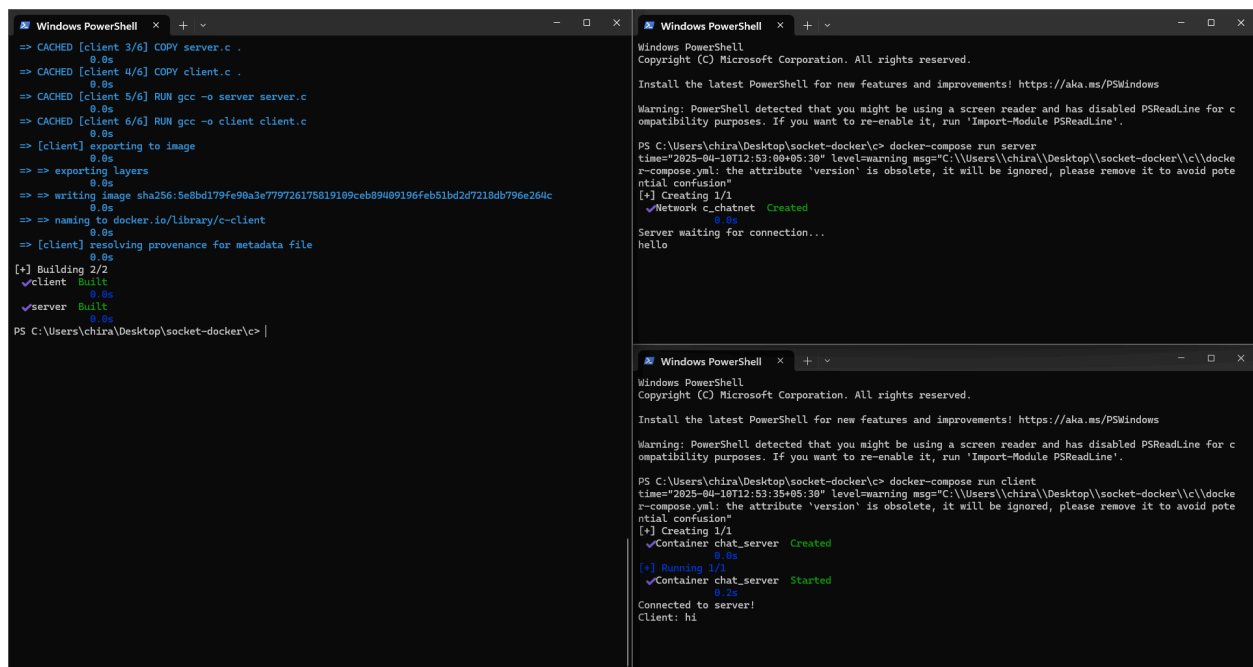 Windows PowerShell
=> CACHED [client 3/6] COPY server.c .
0.0s
=> CACHED [client 4/6] COPY client.c .
0.0s
=> CACHED [client 5/6] RUN gcc -o server server.c
0.0s
=> CACHED [client 6/6] RUN gcc -o client client.c
0.0s
=> [client] exporting to image
0.0s
=> => exporting layers
0.0s
=> => writing image sha256:5e8bd179fe90a3e779726175819109ceb89409196feb51bd2d7218db796e264c
0.0s
=> => naming to docker.io/library/c-client
0.0s
=> [client] resolving provenance for metadata file
0.0s
[+] Building 2/2
✔client Built
0.0s
✔server Built
0.0s
PS C:\Users\chira\Desktop\socket-docker\c>
Windows PowerShell
Windows PowerShell
Copyright (C) Microsoft Corporation. All rights reserved.
Install the latest PowerShell for new features and improvements! https://aka.ms/PSWindows
Warning: PowerShell detected that you might be using a screen reader and has disabled PSReadLine for c
ompatibility purposes. If you want to re-enable it, run 'Import-Module PSReadLine'.
PS C:\Users\chira\Desktop\socket-docker\c> docker-compose run server
time="2025-04-10T12:53:00+05:30" level=warning msg="C:\\Users\\chira\\Desktop\\socket-docker\\c\\docke
r-compose.yml: the attribute `version` is obsolete, it will be ignored, please remove it to avoid pote
ntial confusion"
[+] Creating 1/1
✔Network c_chatnet Created
0.0s
Server waiting for connection...
hello
Windows PowerShell
Windows PowerShell
Copyright (C) Microsoft Corporation. All rights reserved.
Install the latest PowerShell for new features and improvements! https://aka.ms/PSWindows
Warning: PowerShell detected that you might be using a screen reader and has disabled PSReadLine for c
ompatibility purposes. If you want to re-enable it, run 'Import-Module PSReadLine'.
PS C:\Users\chira\Desktop\socket-docker\c> docker-compose run client
time="2025-04-10T12:53:35+05:30" level=warning msg="C:\\Users\\chira\\Desktop\\socket-docker\\c\\docke
r-compose.yml: the attribute `version` is obsolete, it will be ignored, please remove it to avoid pote
ntial confusion"
[+] Creating 1/1
✔Container chat_server Created
0.0s
[+] Running 1/1
✔Container chat_server Started
0.2s
Connected to server!
Client: hi